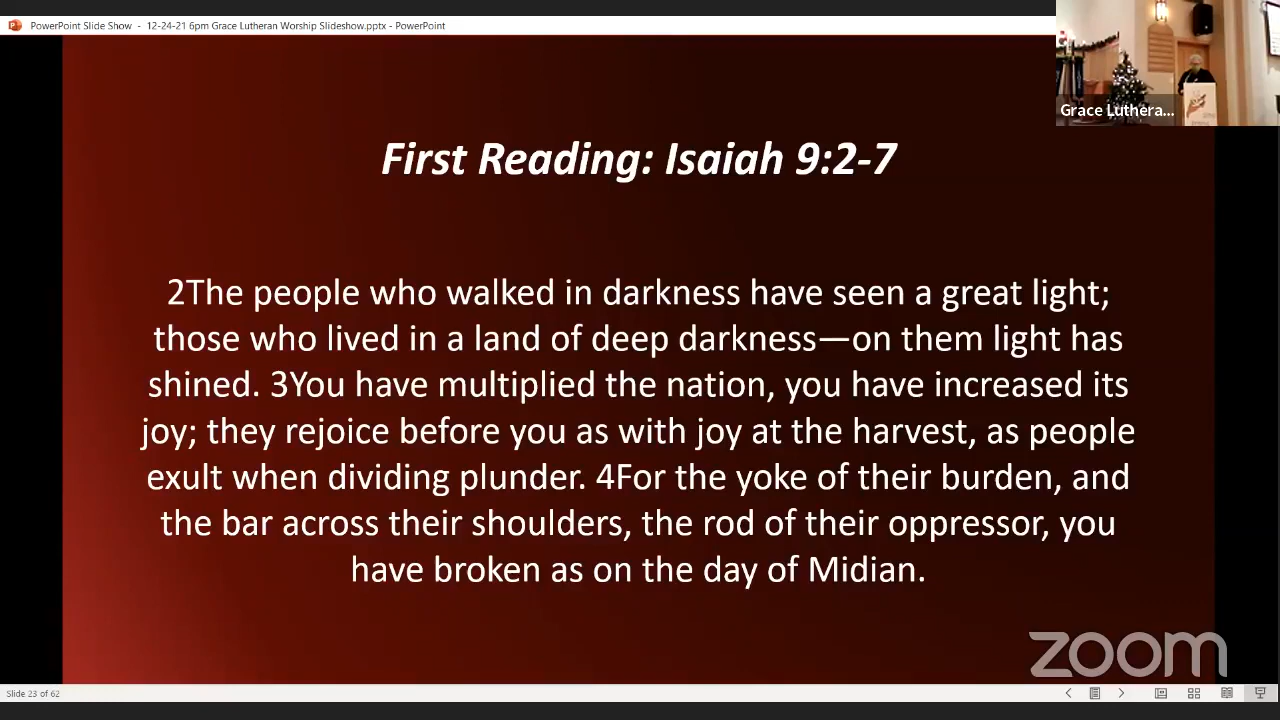 PowerPoint Slide Show - 12-24-21 6pm Grace Lutheran Worship Slideshow.pptx - PowerPoint
Grace Luthera...
First Reading: Isaiah 9:2-7
2The people who walked in darkness have seen a great light;
those who lived in a land of deep darkness—on them light has
shined. 3You have multiplied the nation, you have increased its
joy; they rejoice before you as with joy at the harvest, as people
exult when dividing plunder. 4For the yoke of their burden, and
the bar across their shoulders, the rod of their oppressor, you
have broken as on the day of Midian.
zoom
Slide 23 of 62